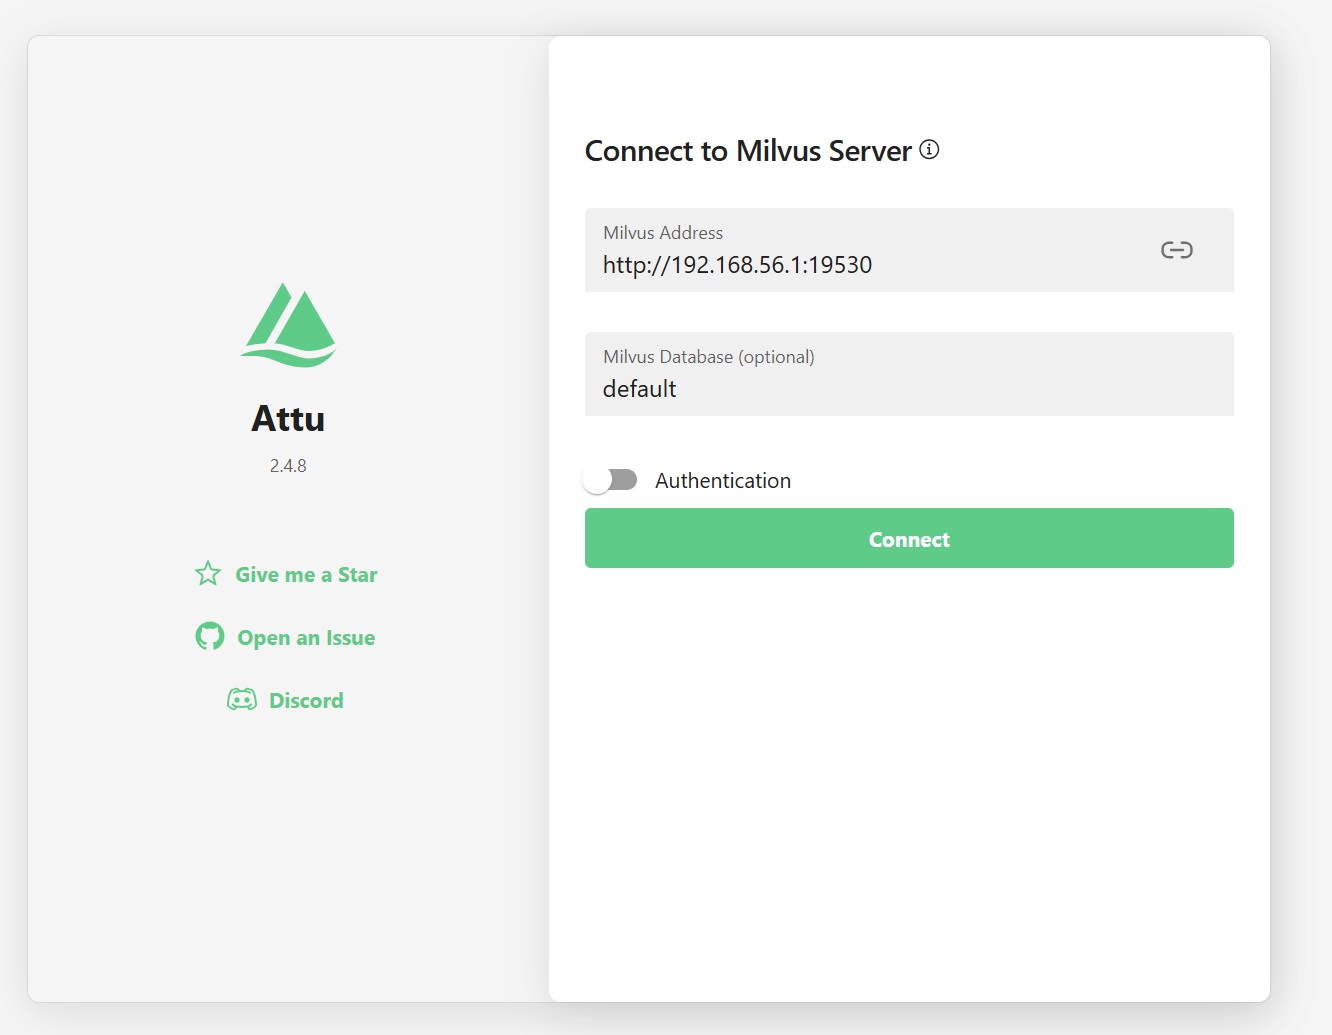 Attu
2.4.8
Give me a Star
Open an Issue
Discord
Connect to Milvus Server
Milvus Address
http://192.168.56.1:19530
Milvus Database (optional)
default
Authentication
Connect